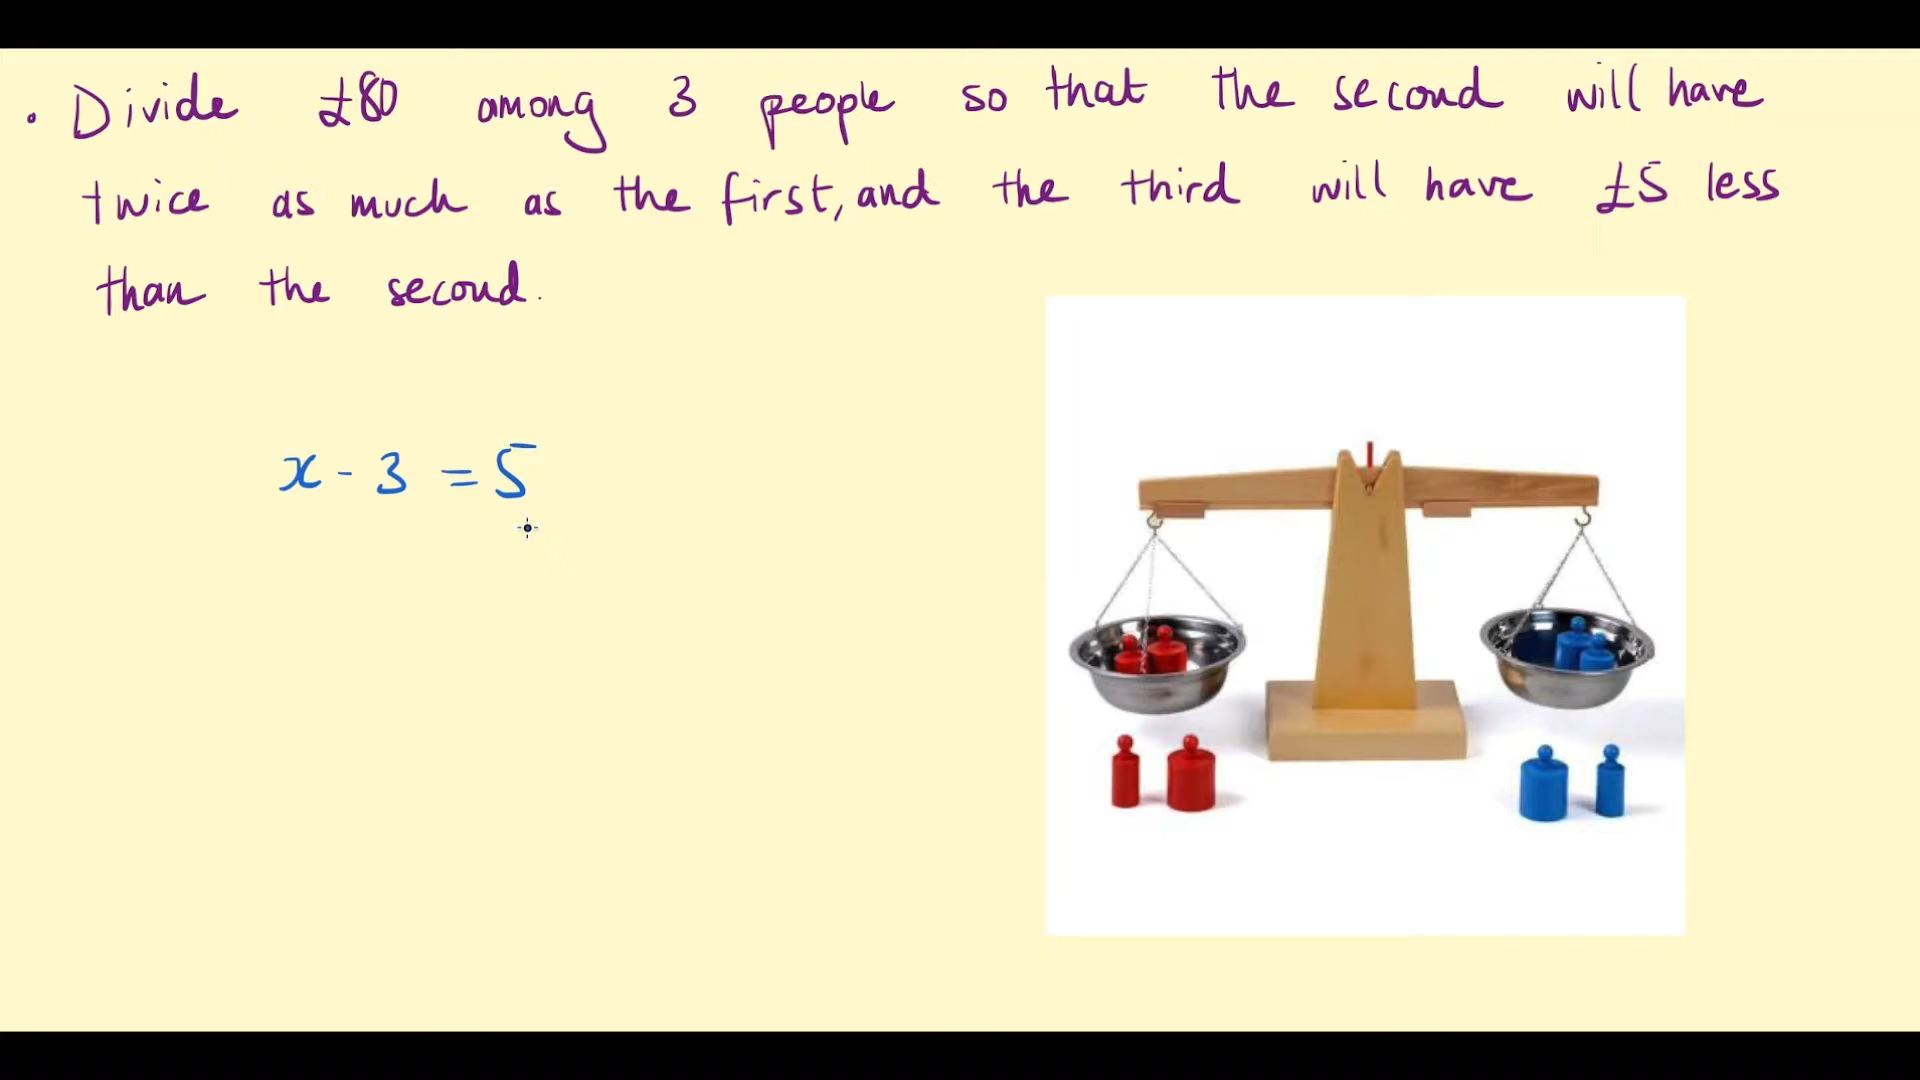 . Divide £80 among 3 people so that the second will have
twice as much as the first, and the third will have £5 less
than the second.
x - 3 = 5